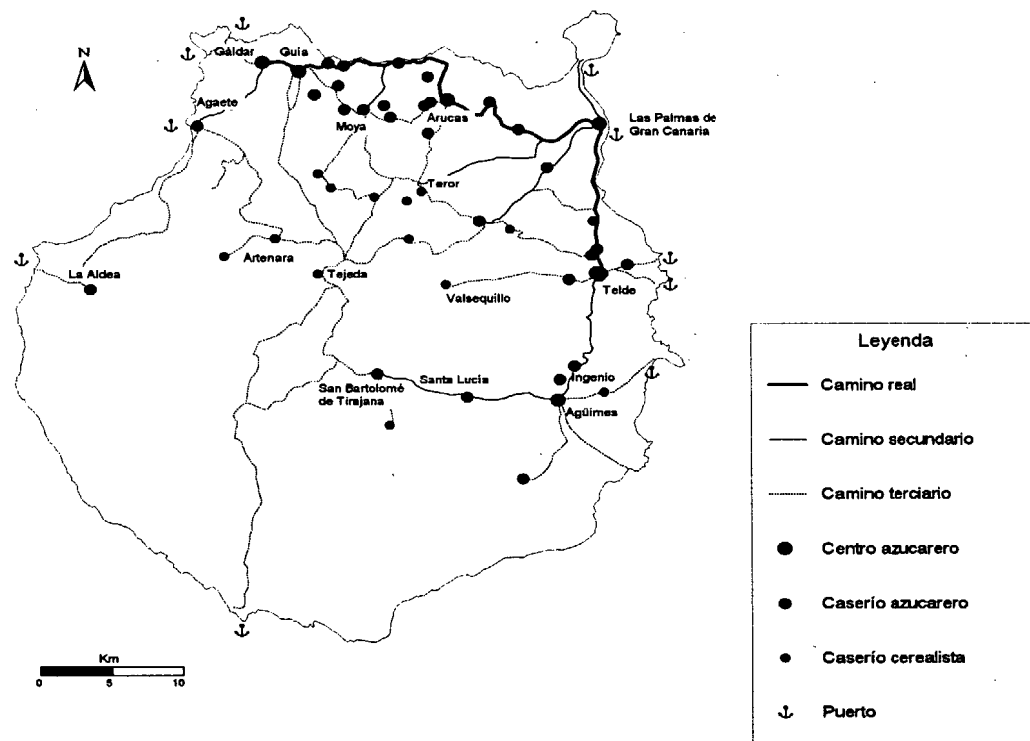 N
Gáldar
Guía
Agaete
Moya
Arucas
Las Palmas de
Gran Canaria
Teror
Artenara
Tejeda
La Aldea
Valsequillo
Telde
San Bartolomé
de Tirajana
Santa Lucía
Ingenio
Agüimes
Km
0 5 10
Leyenda
Camino real
Camino secundario
Camino terciario
Centro azucarero
Caserío azucarero
Caserío cerealista
Puerto